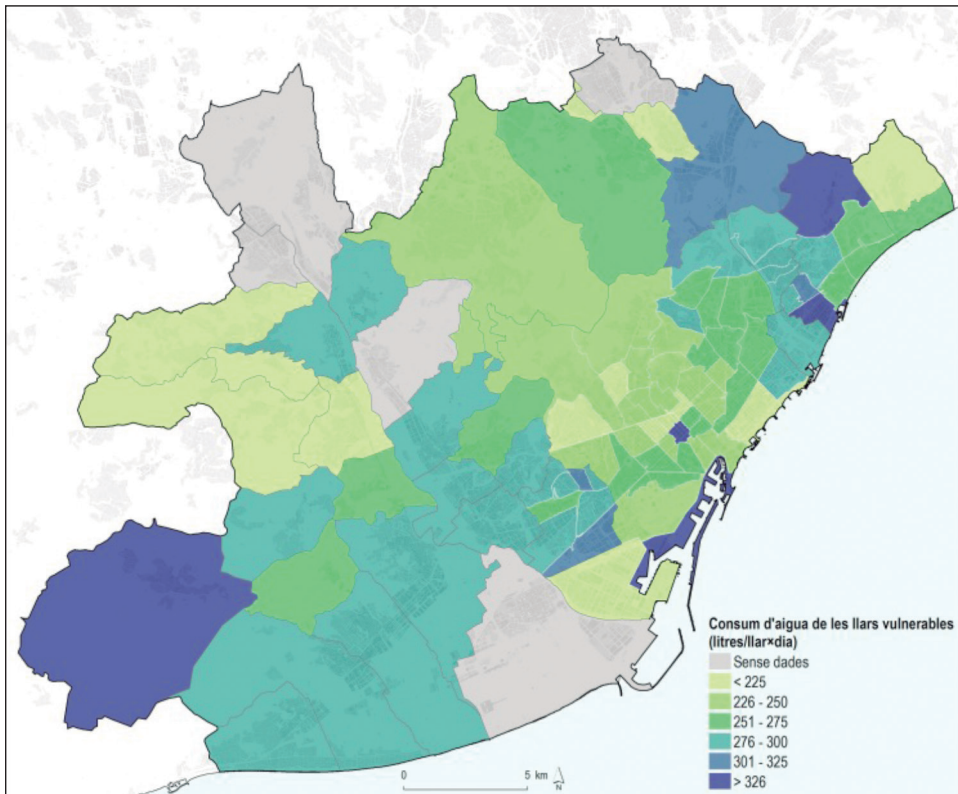 Consum d'aigua de les llars vulnerables
(litres/llar×dia)
Sense dades
< 225
226 - 250
251 - 275
276 - 300
301 - 325
> 326
0 5 km
N